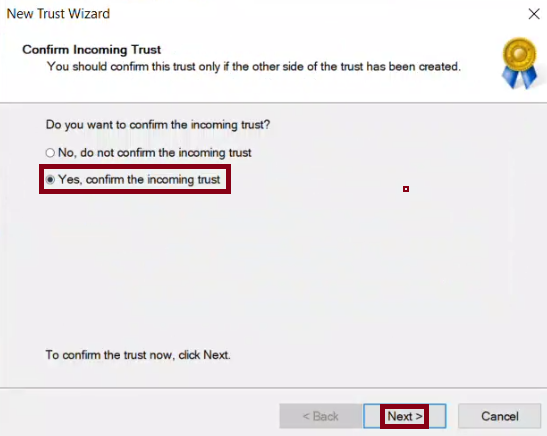 New Trust Wizard
Confirm Incoming Trust
You should confirm this trust only if the other side of the trust has been created.
Do you want to confirm the incoming trust?
No, do not confirm the incoming trust
Yes, confirm the incoming trust
To confirm the trust now, click Next.
< Back Next > Cancel